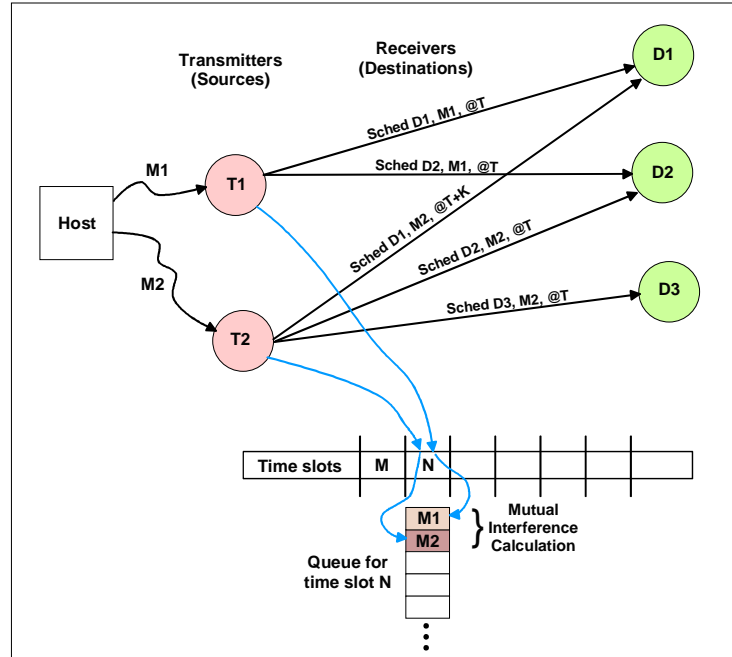 Transmitters
(Sources)
Receivers
(Destinations)
D1
Sched D1, M1, @T
M1
T1
Sched D2, M1, @T
D2
Host
Sched D1, M2, @T+K
Sched D2, M2, @T
M2
Sched D3, M2, @T
D3
T2
Time slots
M
N
M1
M2
Mutual
Interference
Calculation
Queue for
time slot N